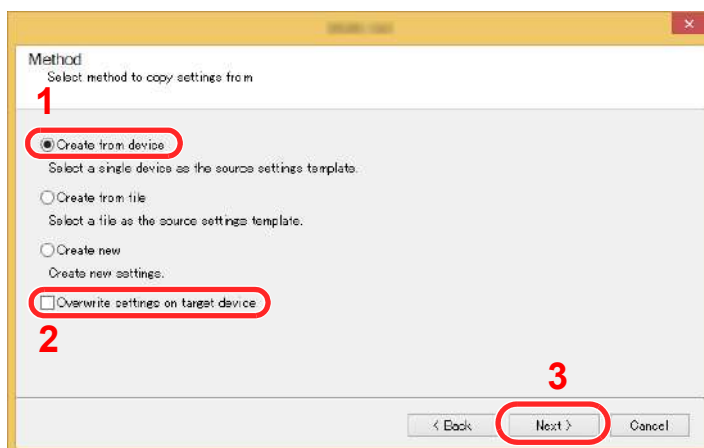 Method
Select method to copy settings from
1
Create from device
Select a single device as the source settings template.
Create from file
Select a file as the source settings template.
Create new
Create new settings.
Overwrite settings on target device
2
3
< Back Next > Cancel